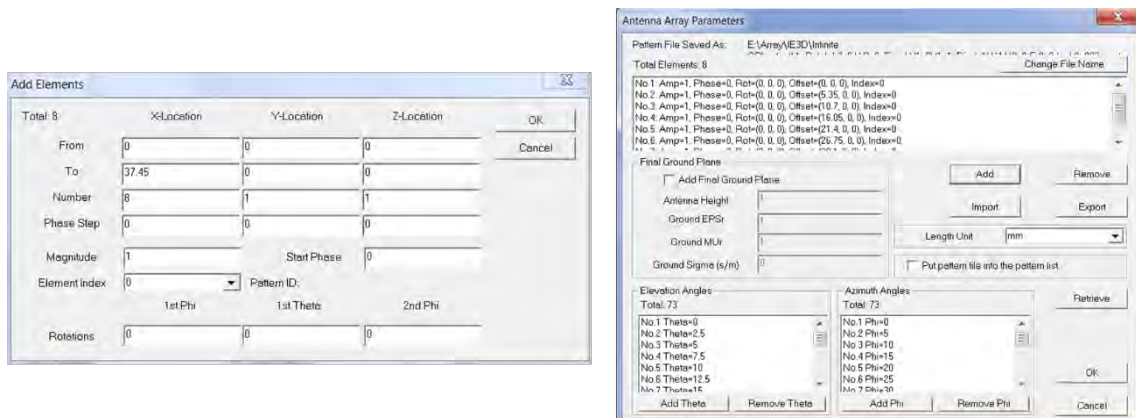 Add Elements
Total: 8 X-Location Y-Location Z-Location OK
From 0 0 0 Cancel
To 37.45 0 0
Number 8 1 1
Phase Step 0 0 0
Magnitude 1 Start Phase 0
Element Index 0 Pattern ID:
1st Phi 1st Theta 2nd Phi
Rotations 0 0 0
Antenna Array Parameters
Pattern File Saved As: E:\Array\IE3D\Infinite
Total Elements: 8 Change File Name
No.1: Amp=1, Phase=0, Rot=(0, 0, 0), Offset=(0, 0, 0), Index=0
No.2: Amp=1, Phase=0, Rot=(0, 0, 0), Offset=(5.35, 0, 0), Index=0
No.3: Amp=1, Phase=0, Rot=(0, 0, 0), Offset=(10.7, 0, 0), Index=0
No.4: Amp=1, Phase=0, Rot=(0, 0, 0), Offset=(16.05, 0, 0), Index=0
No.5: Amp=1, Phase=0, Rot=(0, 0, 0), Offset=(21.4, 0, 0), Index=0
No.6: Amp=1, Phase=0, Rot=(0, 0, 0), Offset=(26.75, 0, 0), Index=0
Final Ground Plane
Add Final Ground Plane Add Remove
Antenna Height 1
Import Export
Ground EPSr 1
Length Unit mm
Ground MUr 1
Ground Sigma (s/m) 0 Put pattern file into the pattern list
Elevation Angles Azimuth Angles
Total: 73 Total: 73 Retrieve
No.1 Theta=0 No.1 Phi=0
No.2 Theta=2.5 No.2 Phi=5
No.3 Theta=5 No.3 Phi=10
No.4 Theta=7.5 No.4 Phi=15
No.5 Theta=10 No.5 Phi=20
No.6 Theta=12.5 No.6 Phi=25 OK
No.7 Theta=15 No.7 Phi=30
Add Theta Remove Theta Add Phi Remove Phi Cancel